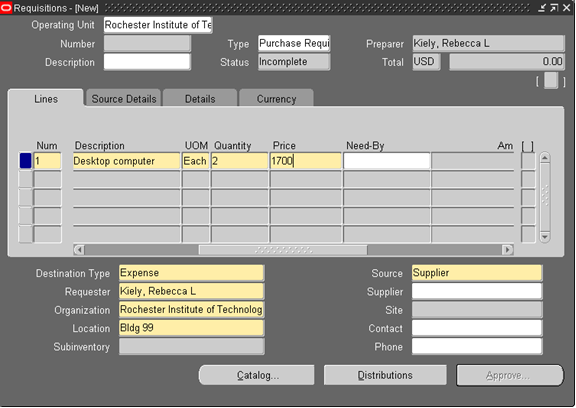 Requisitions - [New]
Operating Unit Rochester Institute of Te
Number Type Purchase Requi Preparer Kiely, Rebecca L
Description Status Incomplete Total USD 0.00
[ ]
Lines Source Details Details Currency
Num Description UOM Quantity Price Need-By Am [ ]
1 Desktop computer Each 2 1700
Destination Type Expense Source Supplier
Requester Kiely, Rebecca L Supplier
Organization Rochester Institute of Technolog Site
Location Bldg 99 Contact
Subinventory Phone
Catalog... Distributions Approve...